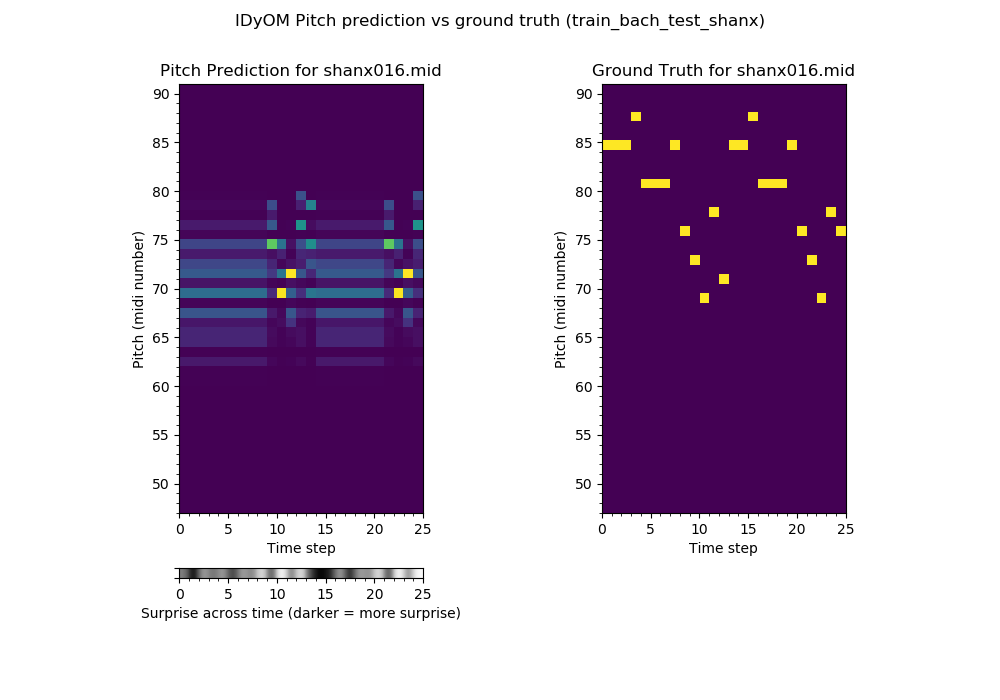 IDyOM Pitch prediction vs ground truth (train_bach_test_shanx)
Pitch Prediction for shanx016.mid
Ground Truth for shanx016.mid
Pitch (midi number)
90
85
80
75
70
65
60
55
50
0 5 10 15 20 25
Time step
Pitch (midi number)
90
85
80
75
70
65
60
55
50
0 5 10 15 20 25
Time step
0 5 10 15 20 25
Surprise across time (darker = more surprise)